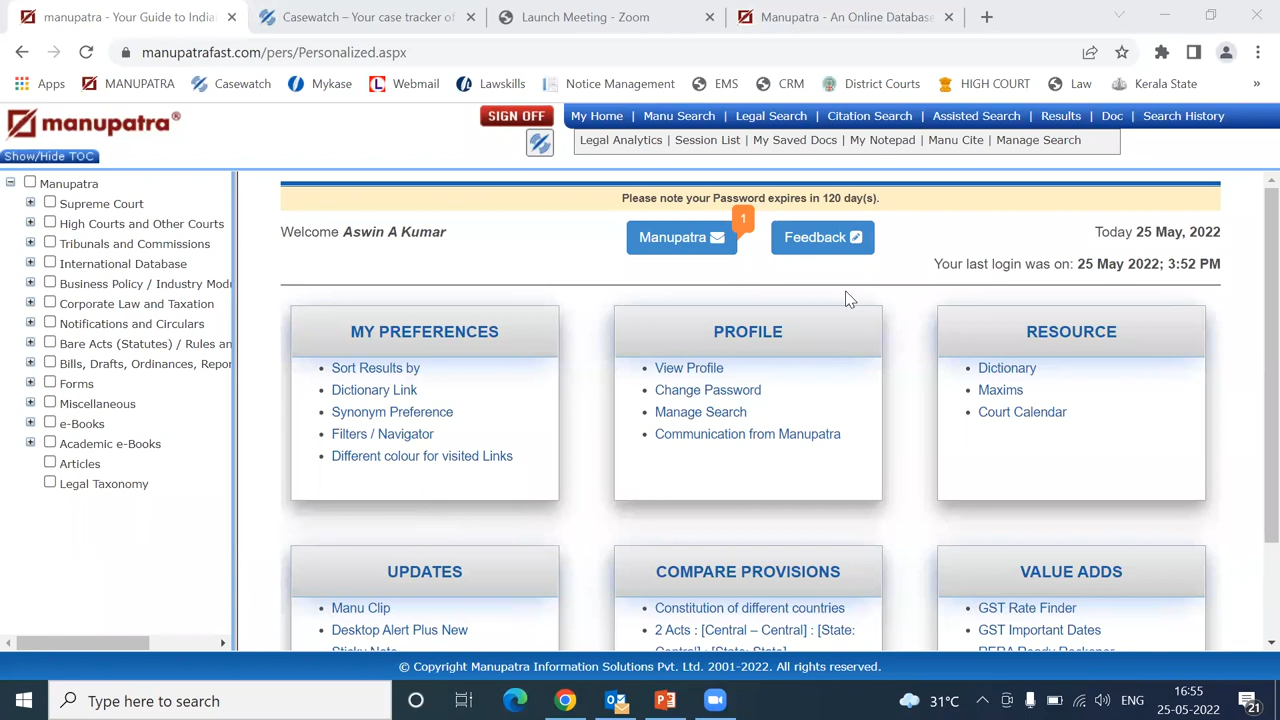 manupatra - Your Guide to India
Casewatch – Your case tracker o
Launch Meeting - Zoom
Manupatra - An Online Database
manupatrafast.com/pers/Personalized.aspx
Apps
MANUPATRA
Casewatch
Mykase
Webmail
Lawskills
Notice Management
EMS
CRM
District Courts
HIGH COURT
Law
Kerala State
»
manupatra®
SIGN OFF
My Home | Manu Search | Legal Search | Citation Search | Assisted Search | Results | Doc | Search History
Legal Analytics | Session List | My Saved Docs | My Notepad | Manu Cite | Manage Search
Show/Hide TOC
Manupatra
Supreme Court
High Courts and Other Courts
Tribunals and Commissions
International Database
Business Policy / Industry Modu
Corporate Law and Taxation
Notifications and Circulars
Bare Acts (Statutes) / Rules an
Bills, Drafts, Ordinances, Repor
Forms
Miscellaneous
e-Books
Academic e-Books
Articles
Legal Taxonomy
Please note your Password expires in 120 day(s).
Welcome Aswin A Kumar
Manupatra
1
Feedback
Today 25 May, 2022
Your last login was on: 25 May 2022; 3:52 PM
MY PREFERENCES
Sort Results by
Dictionary Link
Synonym Preference
Filters / Navigator
Different colour for visited Links
PROFILE
View Profile
Change Password
Manage Search
Communication from Manupatra
RESOURCE
Dictionary
Maxims
Court Calendar
UPDATES
Manu Clip
Desktop Alert Plus New
Sticky Note
COMPARE PROVISIONS
Constitution of different countries
2 Acts : [Central – Central] : [State:
Central] : [State: State]
VALUE ADDS
GST Rate Finder
GST Important Dates
RERA Ready Reckoner
© Copyright Manupatra Information Solutions Pvt. Ltd. 2001-2022. All rights reserved.
Type here to search
31°C
ENG
16:55
25-05-2022
21